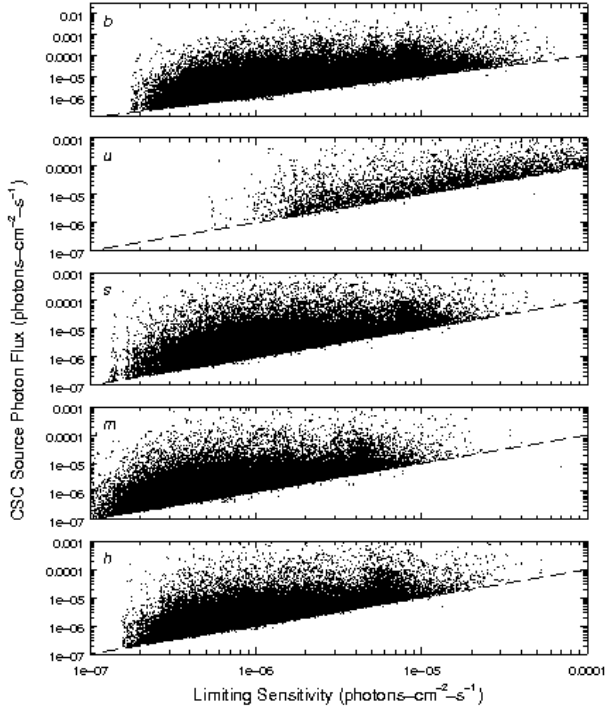 b
0.01
0.001
0.0001
1e−05
1e−06
u
0.001
0.0001
1e−05
1e−06
1e−07
s
0.001
0.0001
1e−05
1e−06
1e−07
m
0.001
0.0001
1e−05
1e−06
1e−07
h
0.001
0.0001
1e−05
1e−06
1e−07
1e−07 1e−06 1e−05 0.0001
Limiting Sensitivity (photons−cm⁻²−s⁻¹)
CSC Source Photon Flux (photons−cm⁻²−s⁻¹)